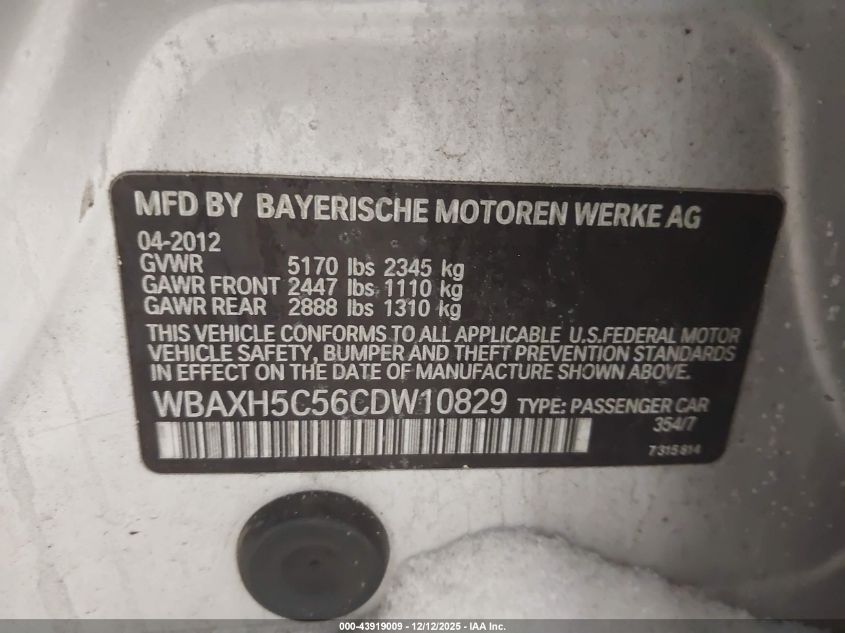 MFD BY BAYERISCHE MOTOREN WERKE AG
04-2012
GVWR 5170 lbs 2345 kg
GAWR FRONT 2447 lbs 1110 kg
GAWR REAR 2888 lbs 1310 kg
THIS VEHICLE CONFORMS TO ALL APPLICABLE U.S.FEDERAL MOTOR
VEHICLE SAFETY, BUMPER AND THEFT PREVENTION STANDARDS
IN EFFECT ON THE DATE OF MANUFACTURE SHOWN ABOVE.
WBAXH5C56CDW10829 TYPE: PASSENGER CAR
354/7
7315814
000-43919009 - 12/12/2025 - IAA Inc.